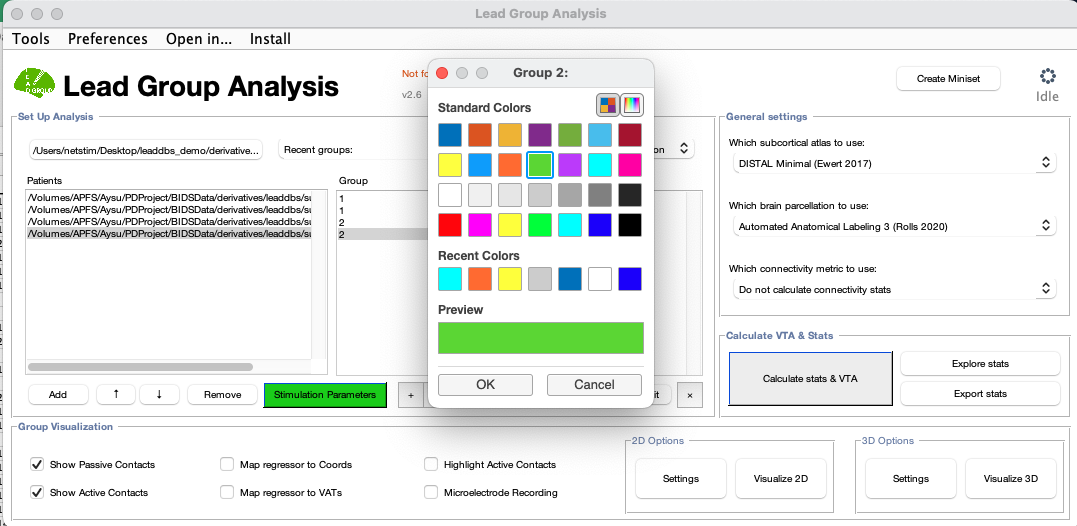 Lead Group Analysis
Tools Preferences Open in... Install
Lead Group Analysis
Not fo
v2.6
Create Miniset
Idle
Set Up Analysis
/Users/netstim/Desktop/leaddbs_demo/derivative...
Recent groups:
on
Patients
/Volumes/APFS/Aysu/PDProject/BIDSData/derivatives/leaddbs/su
/Volumes/APFS/Aysu/PDProject/BIDSData/derivatives/leaddbs/su
/Volumes/APFS/Aysu/PDProject/BIDSData/derivatives/leaddbs/su
/Volumes/APFS/Aysu/PDProject/BIDSData/derivatives/leaddbs/su
Group
1
1
2
2
Add ↑ ↓ Remove Stimulation Parameters + it ×
Group 2:
Standard Colors
Recent Colors
Preview
OK Cancel
General settings
Which subcortical atlas to use:
DISTAL Minimal (Ewert 2017)
Which brain parcellation to use:
Automated Anatomical Labeling 3 (Rolls 2020)
Which connectivity metric to use:
Do not calculate connectivity stats
Calculate VTA & Stats
Calculate stats & VTA
Explore stats
Export stats
Group Visualization
Show Passive Contacts Map regressor to Coords Highlight Active Contacts
Show Active Contacts Map regressor to VATs Microelectrode Recording
2D Options
Settings Visualize 2D
3D Options
Settings Visualize 3D